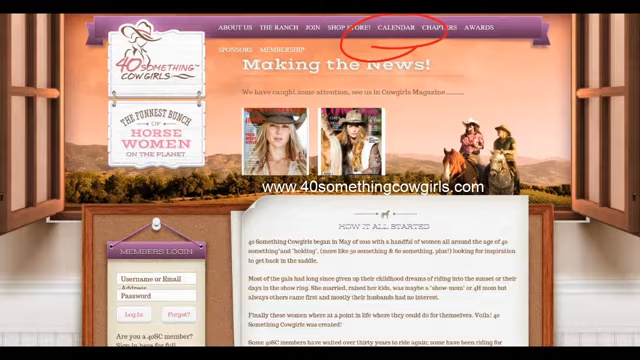 ABOUT US THE RANCH JOIN SHOP STORE! CALENDAR CHAPTERS AWARDS
SPONSORS MEMBERSHIP
40 SOMETHING™
COWGIRLS
Making the News!
We have caught some attention, see us in Cowgirls Magazine..........
THE FUNNEST BUNCH
OF
HORSE
WOMEN
ON THE PLANET
www.40somethingcowgirls.com
HOW IT ALL STARTED
40 Something Cowgirls began in May of 2010 with a handful of women all around the age of 40
something"and "holding", (more like 50 something & 60 something, plus!) looking for inspiration
to get back in the saddle.
Most of the gals had long since given up their childhood dreams of riding into the sunset or their
days in the show ring. She married, raised her kids, was maybe a "show-mom" or 4H mom but
always others came first and mostly their husbands had no interest.
Finally these women where at a point in life where they could do for themselves. Voila! 40
Something Cowgirls was created!
Some 40SC members have waited over thirty years to ride again; some have been riding for
MEMBERS LOGIN
Username or Email
Address
Password
Log In Forgot?
Are you a 40SC member?
Sign in here for full